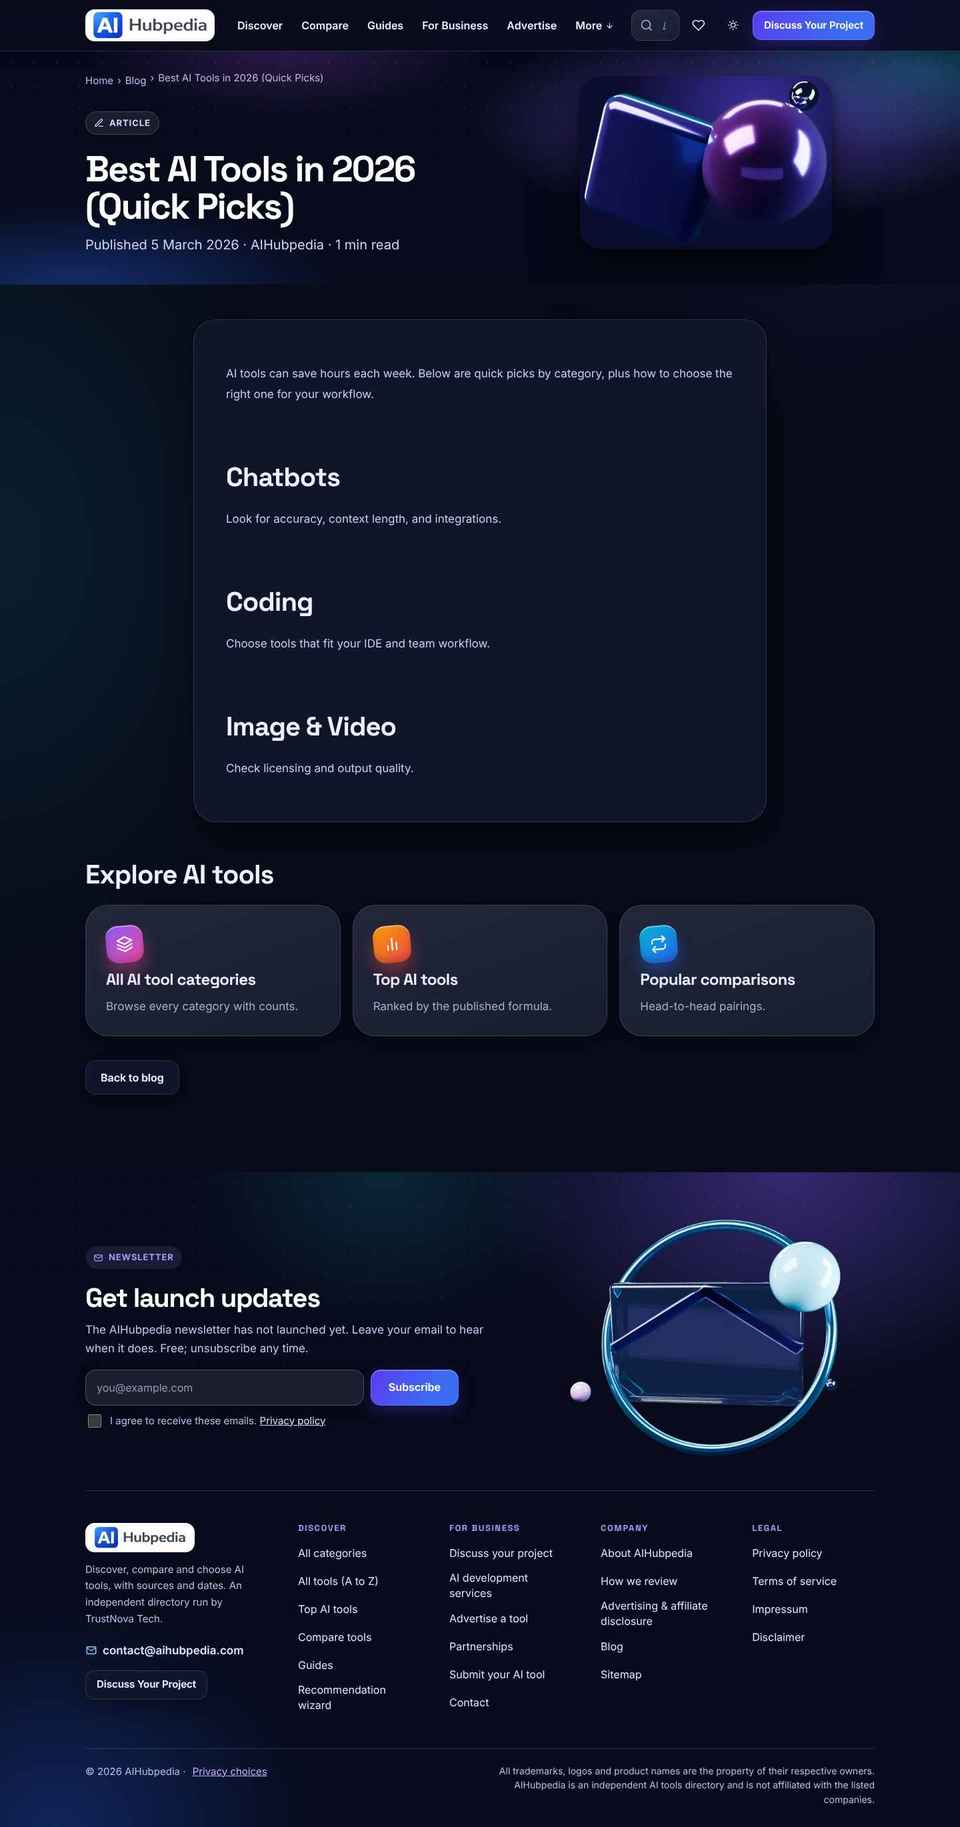 AI Hubpedia
Discover
Compare
Guides
For Business
Advertise
More ↓
/
Discuss Your Project
Home › Blog › Best AI Tools in 2026 (Quick Picks)
ARTICLE
Best AI Tools in 2026
(Quick Picks)
Published 5 March 2026 · AIHubpedia · 1 min read
AI tools can save hours each week. Below are quick picks by category, plus how to choose the
right one for your workflow.
Chatbots
Look for accuracy, context length, and integrations.
Coding
Choose tools that fit your IDE and team workflow.
Image & Video
Check licensing and output quality.
Explore AI tools
All AI tool categories
Browse every category with counts.
Top AI tools
Ranked by the published formula.
Popular comparisons
Head-to-head pairings.
Back to blog
NEWSLETTER
Get launch updates
The AIHubpedia newsletter has not launched yet. Leave your email to hear
when it does. Free; unsubscribe any time.
you@example.com
Subscribe
I agree to receive these emails. Privacy policy
AI Hubpedia
Discover, compare and choose AI
tools, with sources and dates. An
independent directory run by
TrustNova Tech.
contact@aihubpedia.com
Discuss Your Project
DISCOVER
All categories
All tools (A to Z)
Top AI tools
Compare tools
Guides
Recommendation
wizard
FOR BUSINESS
Discuss your project
AI development
services
Advertise a tool
Partnerships
Submit your AI tool
Contact
COMPANY
About AIHubpedia
How we review
Advertising & affiliate
disclosure
Blog
Sitemap
LEGAL
Privacy policy
Terms of service
Impressum
Disclaimer
© 2026 AIHubpedia · Privacy choices
All trademarks, logos and product names are the property of their respective owners.
AIHubpedia is an independent AI tools directory and is not affiliated with the listed
companies.